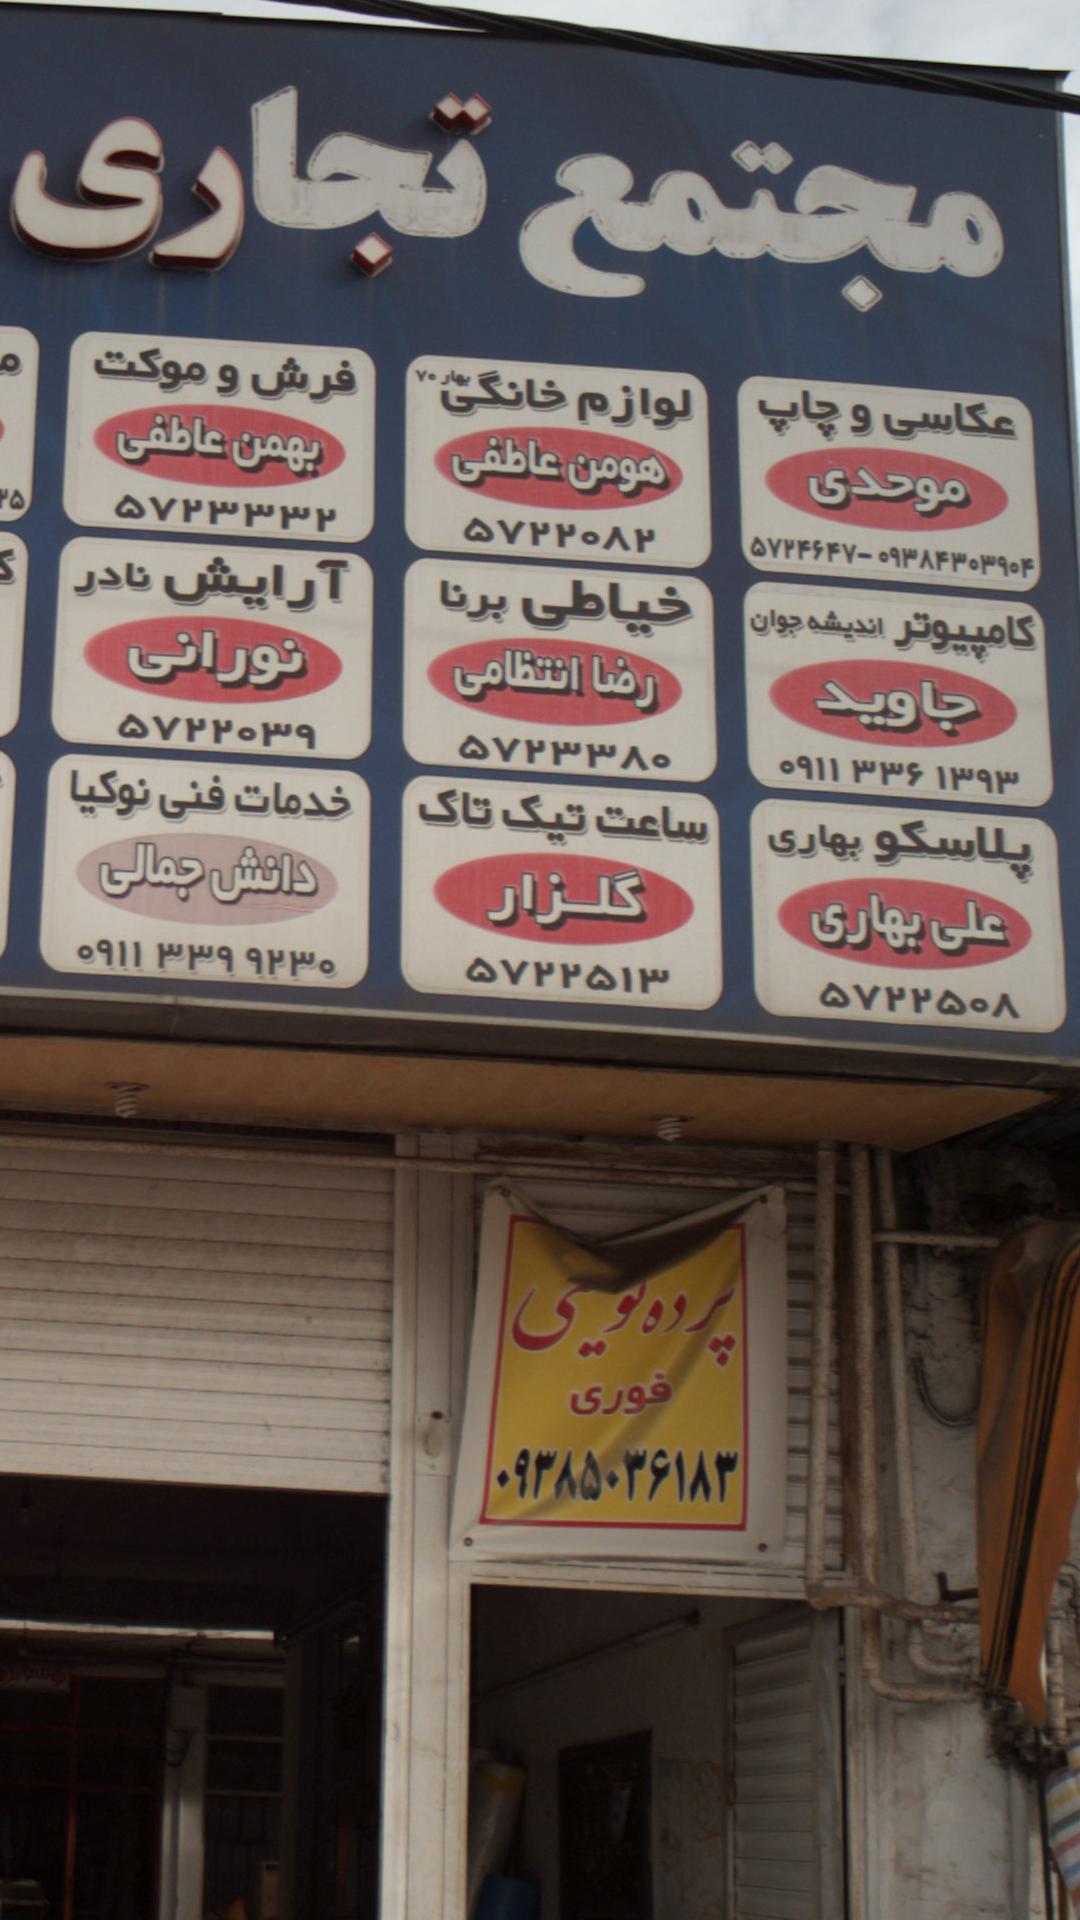 مجتمع تجاری
عکاسی و چاپ
موحدی
۵۷۲۴۶۴۷ - ۰۹۳۸۴۳۰۳۹۰۴
لوازم خانگی بهار ۷۰
هومن عاطفی
۵۷۲۲۰۸۲
فرش و موکت
بهمن عاطفی
۵۷۲۳۳۳۲
کامپیوتر اندیشه جوان
جاوید
۰۹۱۱ ۳۳۶ ۱۳۹۳
خیاطی برنا
رضا انتظامی
۵۷۲۳۳۸۰
آرایش نادر
نورانی
۵۷۲۲۰۳۹
پلاسکو بهاری
علی بهاری
۵۷۲۲۵۰۸
ساعت تیک تاک
گلزار
۵۷۲۲۵۱۳
خدمات فنی نوکیا
دانش جمالی
۰۹۱۱ ۳۳۹ ۹۲۳۰
پرده نویسی
فوری
۰۹۳۸۵۰۳۶۱۸۳